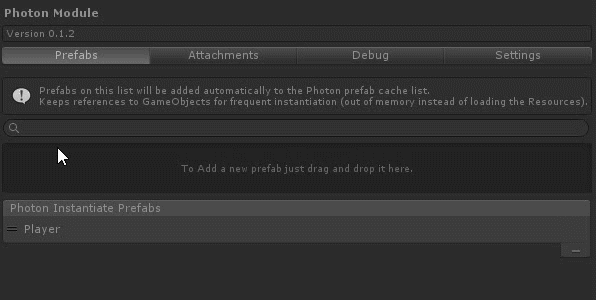 Photon Module
Version 0.1.2
Prefabs Attachments Debug Settings
Prefabs on this list will be added automatically to the Photon prefab cache list.
Keeps references to GameObjects for frequent instantiation (out of memory instead of loading the Resources).
To Add a new prefab just drag and drop it here.
Photon Instantiate Prefabs
Player